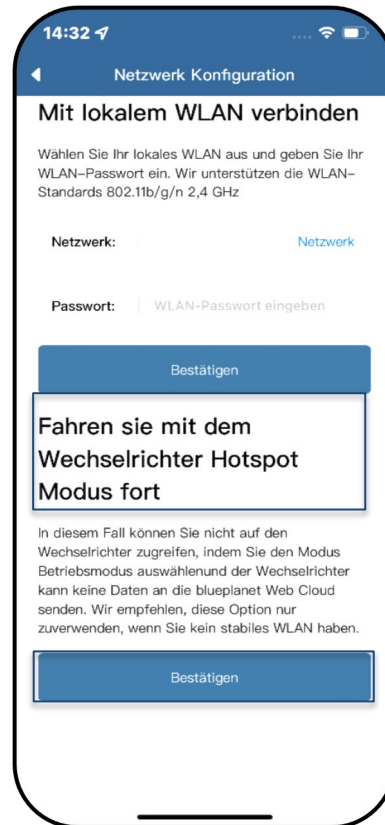 14:32
Netzwerk Konfiguration
Mit lokalem WLAN verbinden
Wählen Sie Ihr lokales WLAN aus und geben Sie Ihr
WLAN-Passwort ein. Wir unterstützen die WLAN-
Standards 802.11b/g/n 2,4 GHz
Netzwerk: Netzwerk
Passwort: WLAN-Passwort eingeben
Bestätigen
Fahren sie mit dem
Wechselrichter Hotspot
Modus fort
In diesem Fall können Sie nicht auf den
Wechselrichter zugreifen, indem Sie den Modus
Betriebsmodus auswählenund der Wechselrichter
kann keine Daten an die blueplanet Web Cloud
senden. Wir empfehlen, diese Option nur
zuverwenden, wenn Sie kein stabiles WLAN haben.
Bestätigen